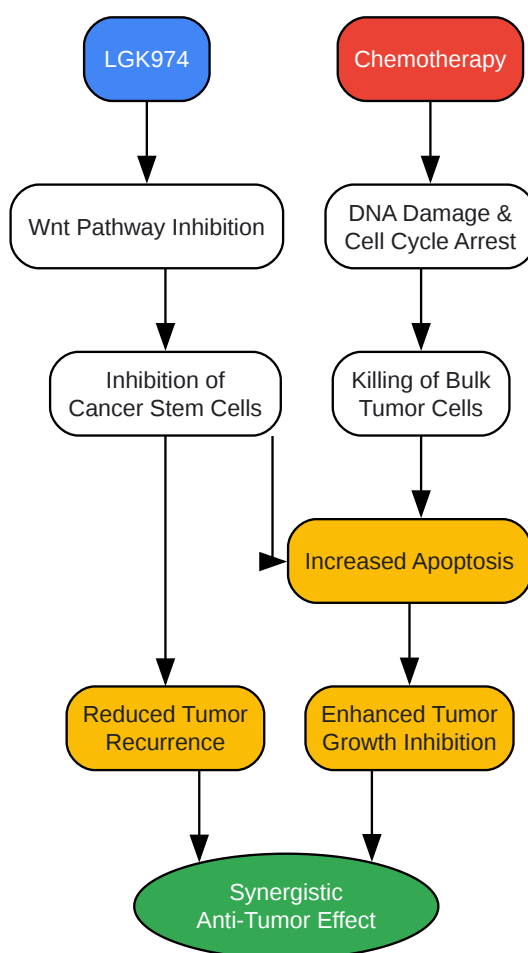 LGK974
Chemotherapy
Wnt Pathway Inhibition
DNA Damage &
Cell Cycle Arrest
Inhibition of
Cancer Stem Cells
Killing of Bulk
Tumor Cells
Increased Apoptosis
Reduced Tumor
Recurrence
Enhanced Tumor
Growth Inhibition
Synergistic
Anti-Tumor Effect